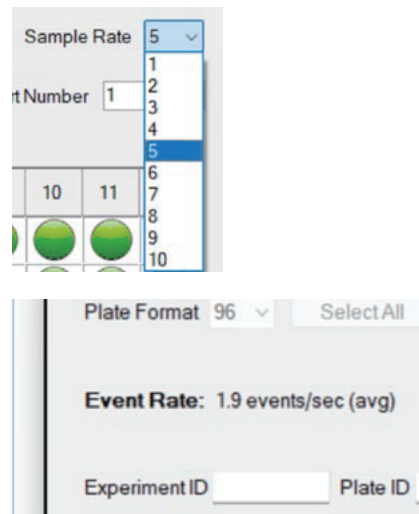 Sample Rate 5
1
t Number 1 2
3
4
5
6
10 11 7
8
9
10
Plate Format 96 Select All
Event Rate: 1.9 events/sec (avg)
Experiment ID Plate ID